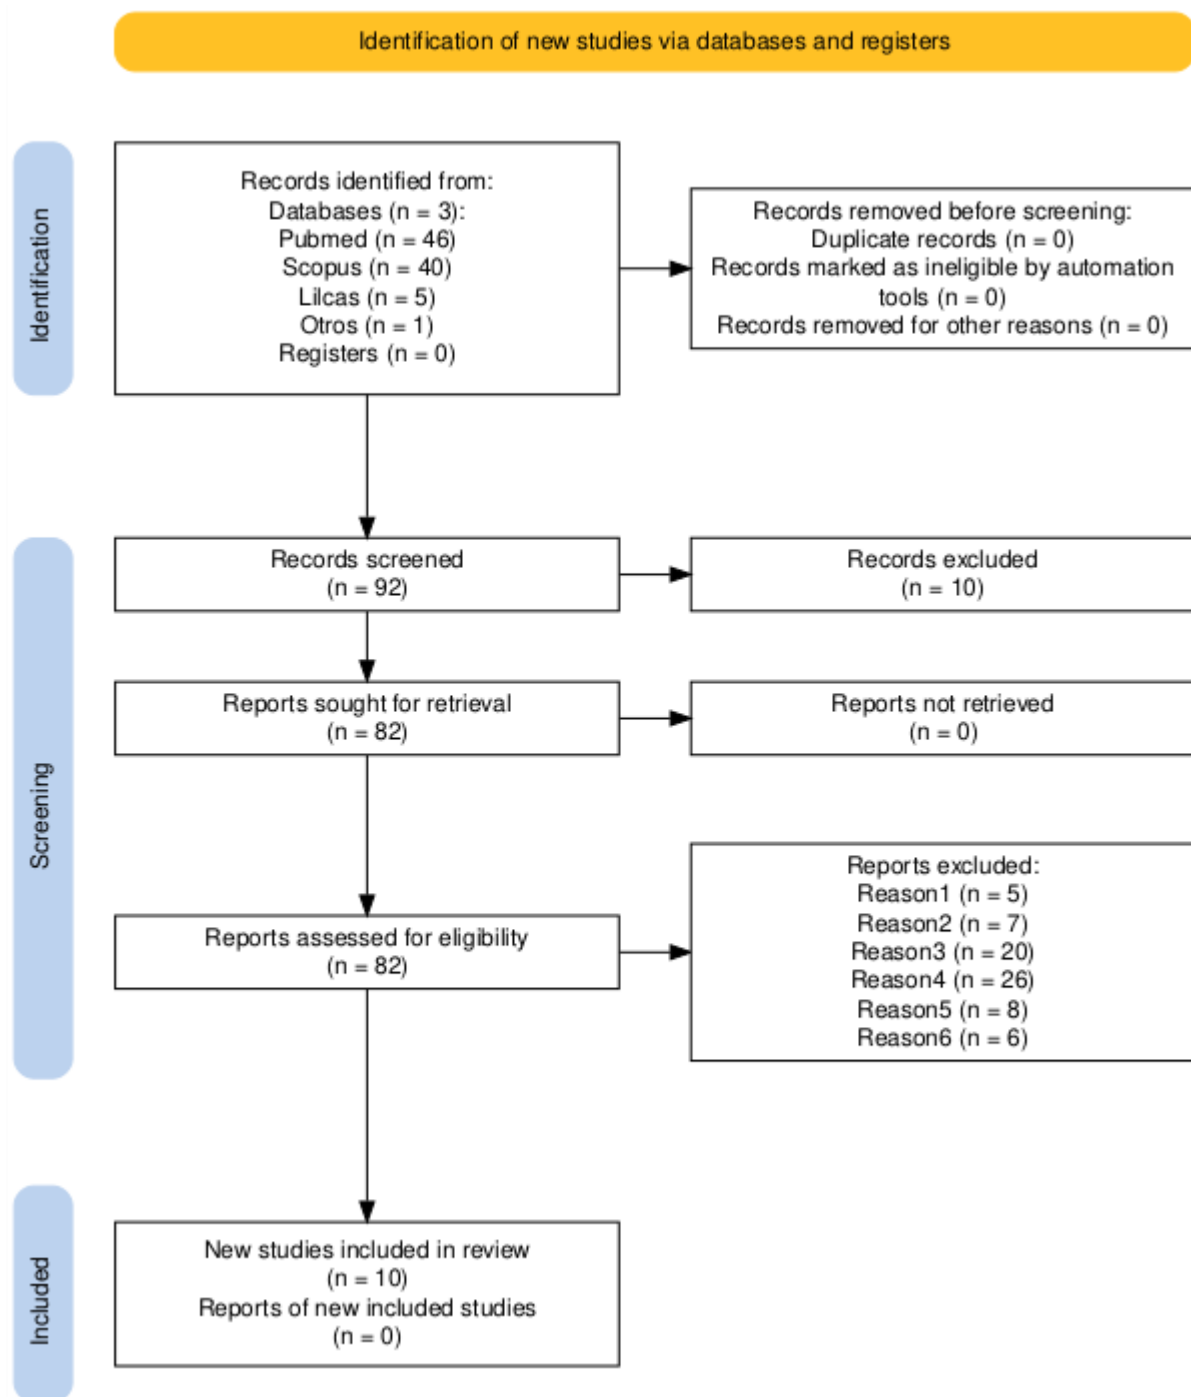 Identification of new studies via databases and registers
Identification
Records identified from:
Databases (n = 3):
Pubmed (n = 46)
Scopus (n = 40)
Lilcas (n = 5)
Otros (n = 1)
Registers (n = 0)
Records removed before screening:
Duplicate records (n = 0)
Records marked as ineligible by automation
tools (n = 0)
Records removed for other reasons (n = 0)
Screening
Records screened
(n = 92)
Records excluded
(n = 10)
Reports sought for retrieval
(n = 82)
Reports not retrieved
(n = 0)
Reports assessed for eligibility
(n = 82)
Reports excluded:
Reason1 (n = 5)
Reason2 (n = 7)
Reason3 (n = 20)
Reason4 (n = 26)
Reason5 (n = 8)
Reason6 (n = 6)
Included
New studies included in review
(n = 10)
Reports of new included studies
(n = 0)